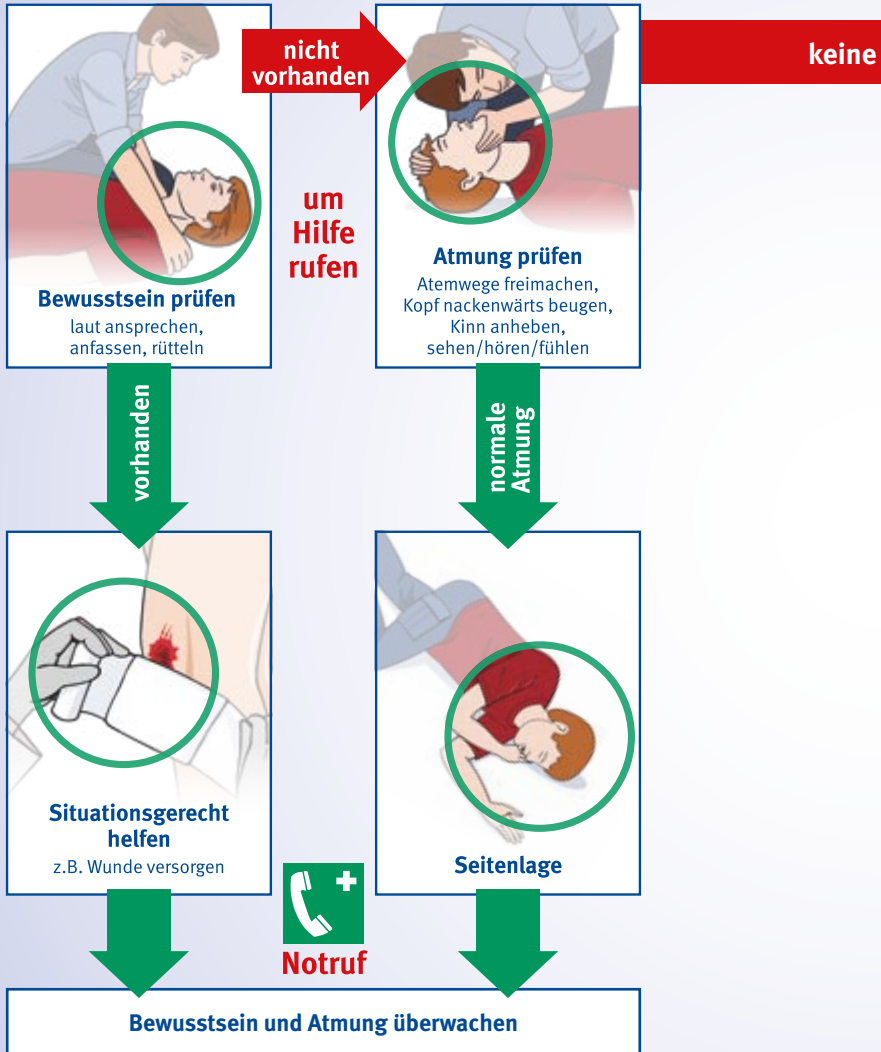 nicht
vorhanden
keine
um
Hilfe
rufen
Bewusstsein prüfen
laut ansprechen,
anfassen, rütteln
Atmung prüfen
Atemwege freimachen,
Kopf nackenwärts beugen,
Kinn anheben,
sehen/hören/fühlen
vorhanden
normale
Atmung
Situationsgerecht
helfen
z.B. Wunde versorgen
Seitenlage
Notruf
Bewusstsein und Atmung überwachen